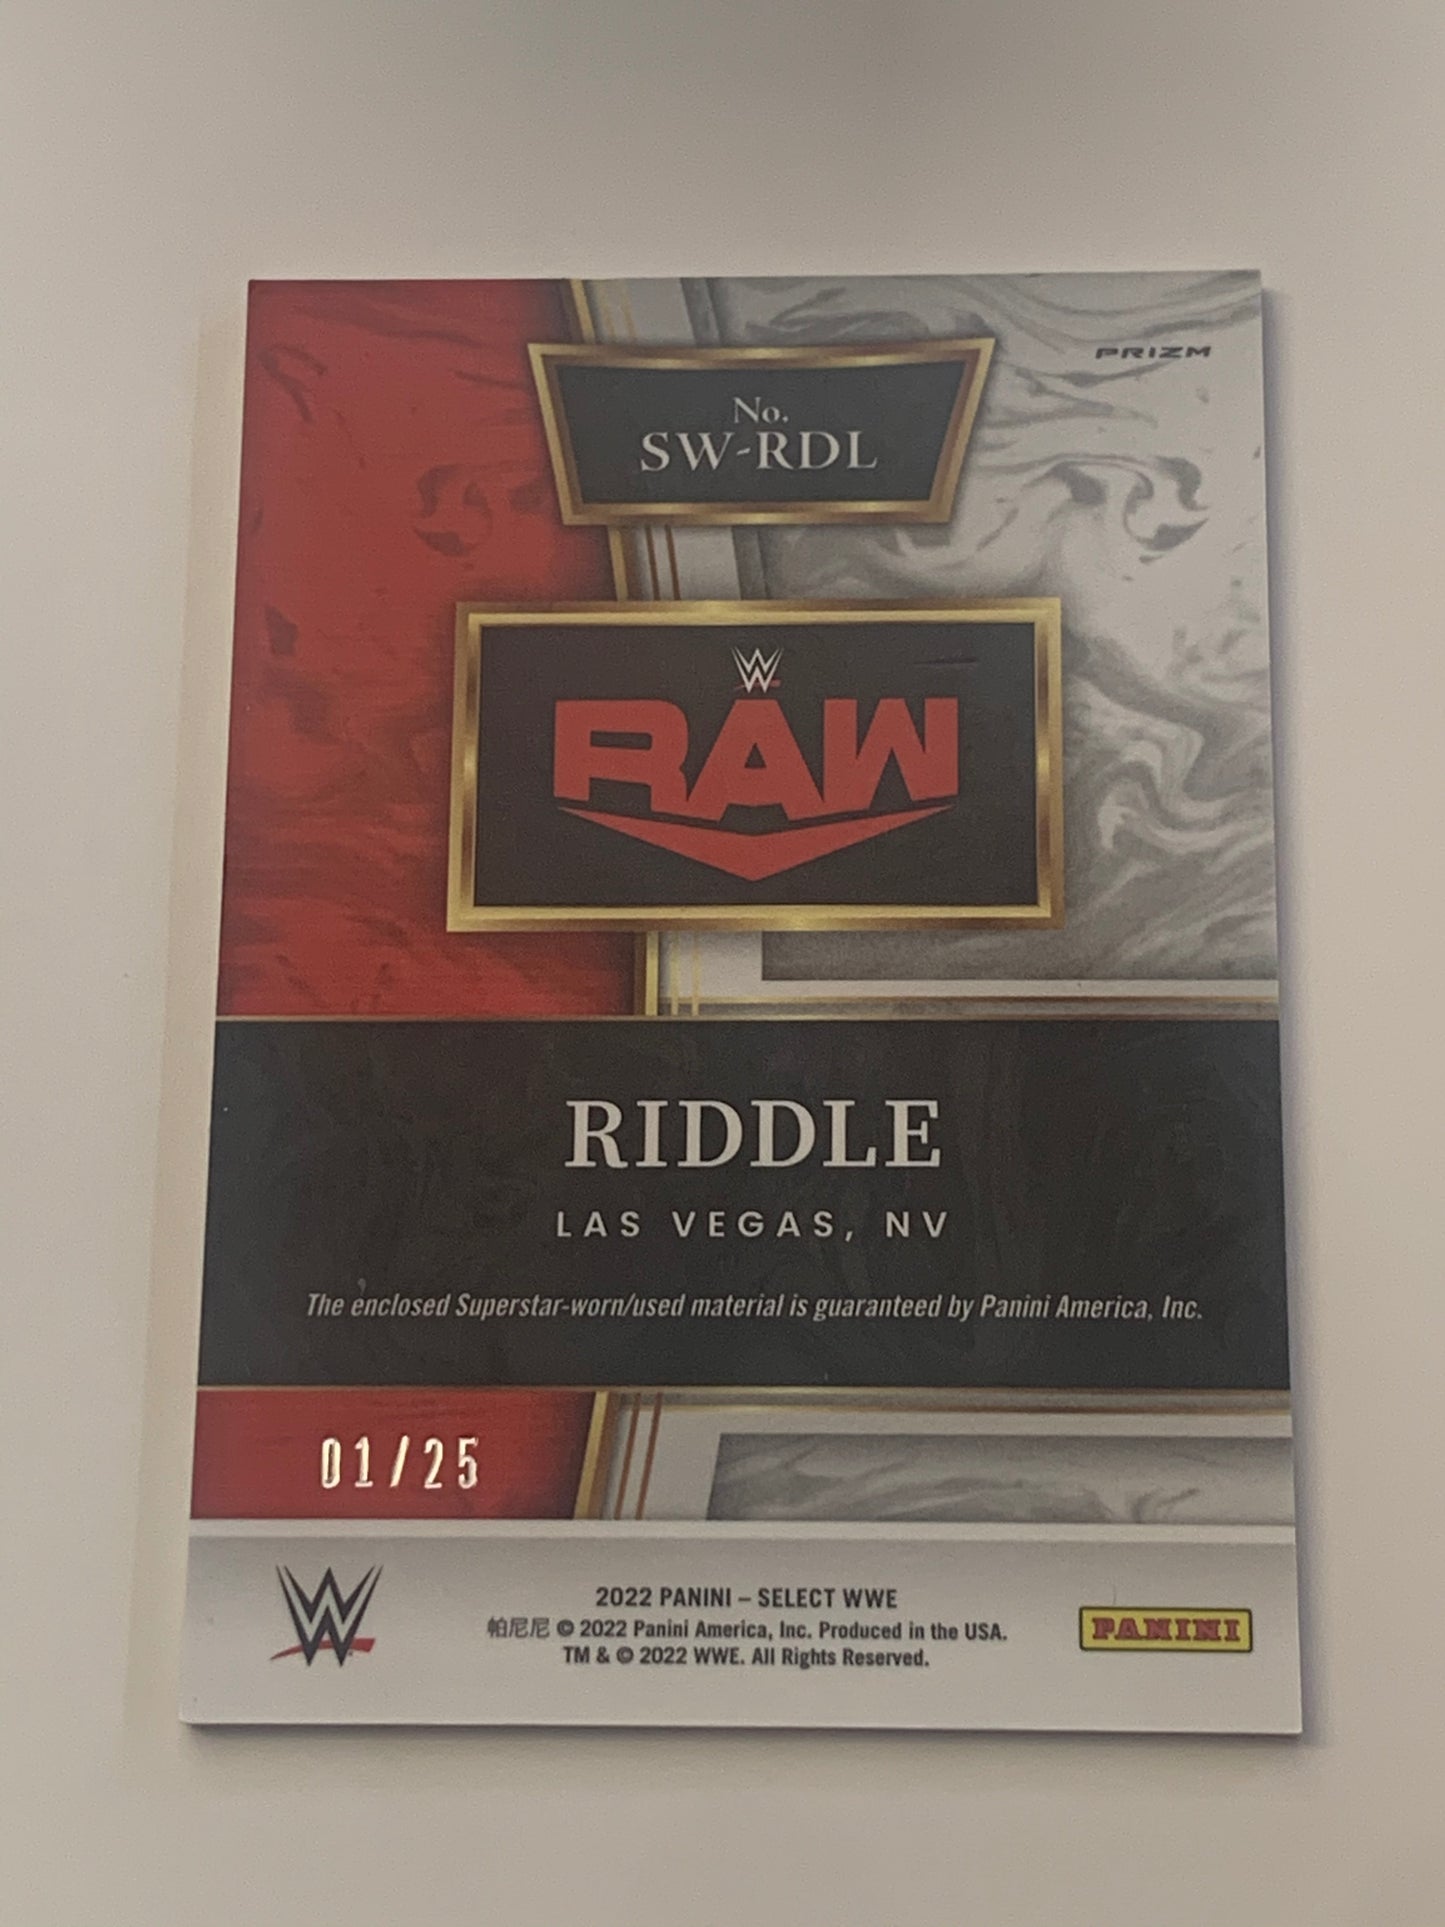 PRIZM
No.
SW-RDL
W
RAW
RIDDLE
LAS VEGAS, NV
The enclosed Superstar-worn/used material is guaranteed by Panini America, Inc.
01/25
W
2022 PANINI – SELECT WWE
帕尼尼 © 2022 Panini America, Inc. Produced in the USA.
TM & © 2022 WWE. All Rights Reserved.
PANINI